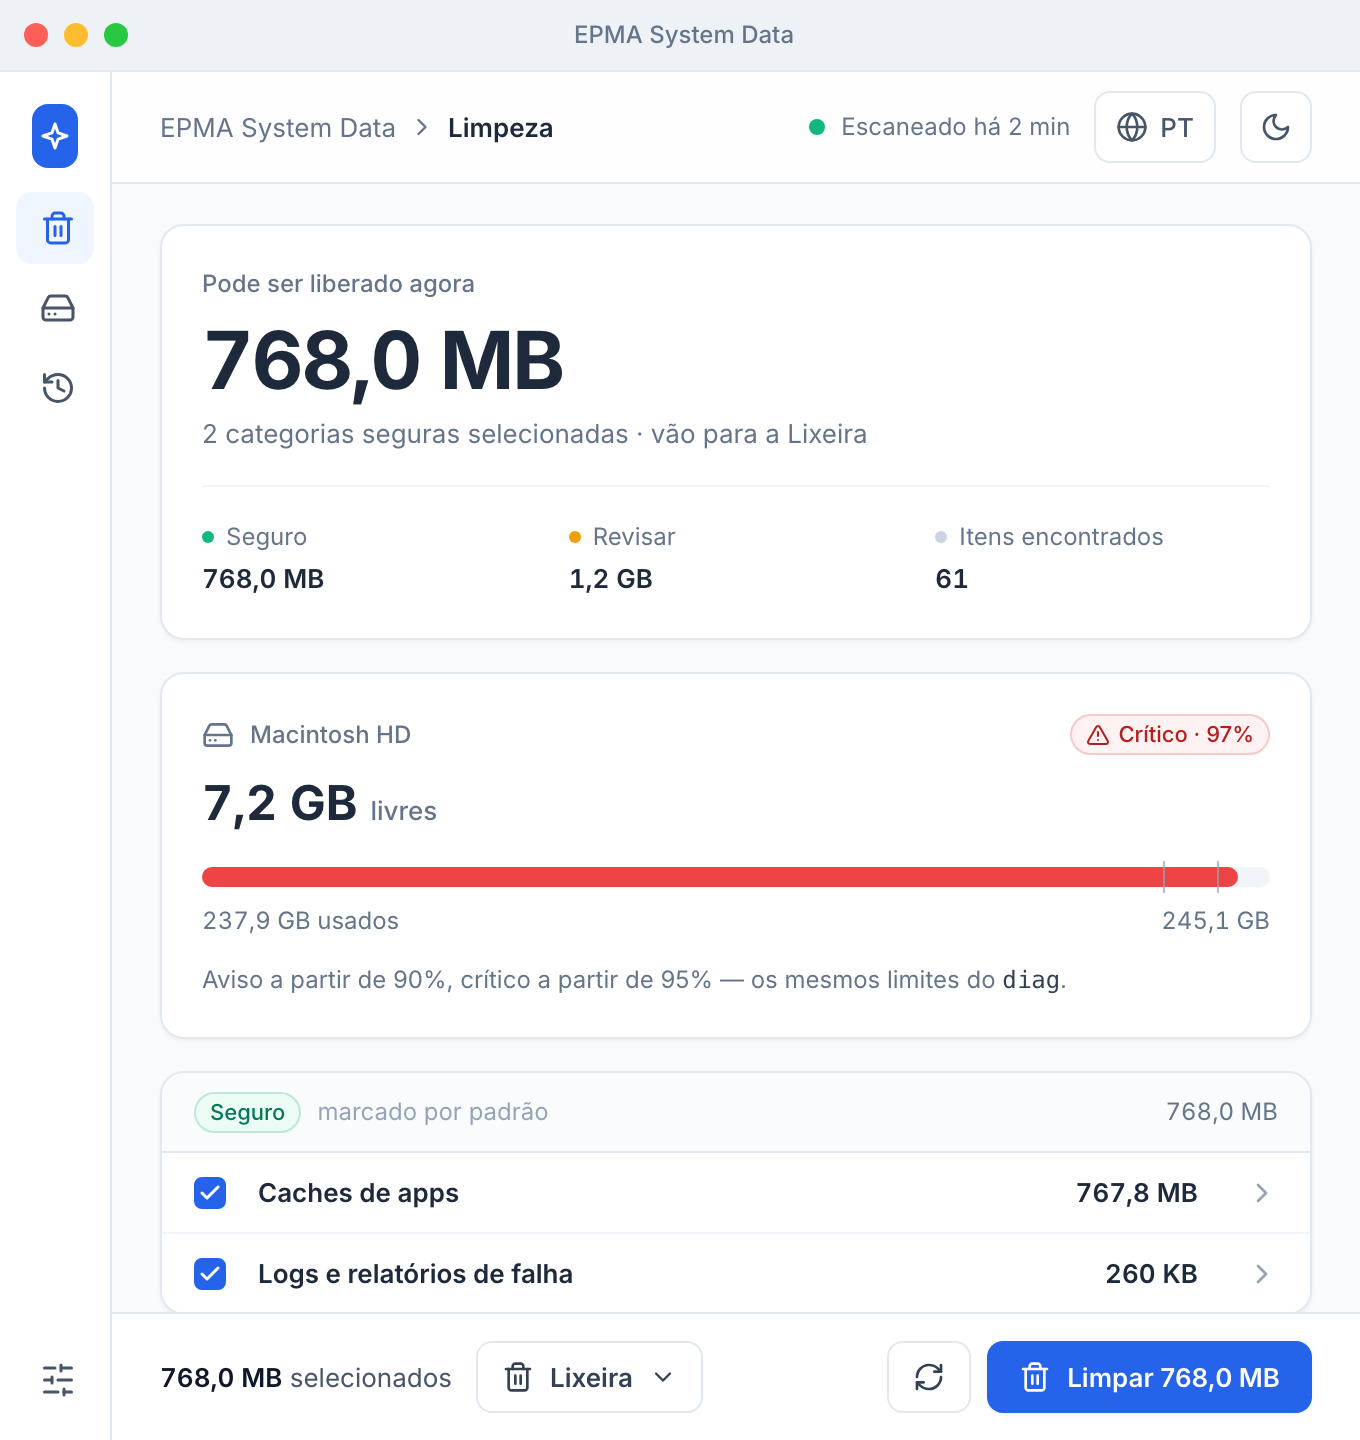 EPMA System Data
EPMA System Data > Limpeza
Escaneado há 2 min
PT
Pode ser liberado agora
768,0 MB
2 categorias seguras selecionadas · vão para a Lixeira
Seguro
768,0 MB
Revisar
1,2 GB
Itens encontrados
61
Macintosh HD
Crítico · 97%
7,2 GB livres
237,9 GB usados
245,1 GB
Aviso a partir de 90%, crítico a partir de 95% — os mesmos limites do diag.
Seguro marcado por padrão
768,0 MB
Caches de apps
767,8 MB
Logs e relatórios de falha
260 KB
768,0 MB selecionados
Lixeira
Limpar 768,0 MB